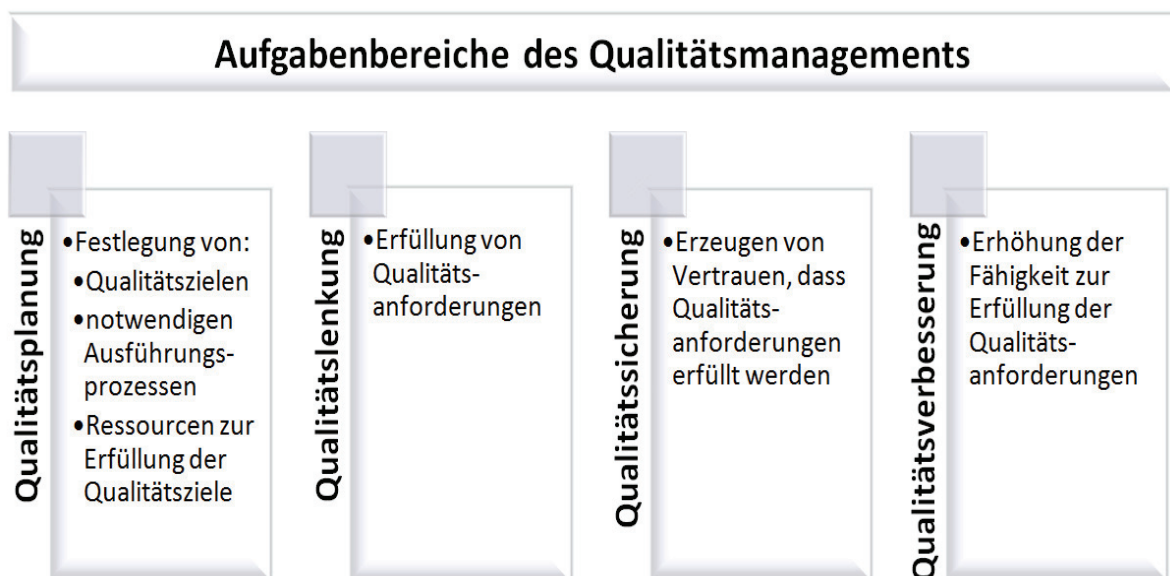 Aufgabenbereiche des Qualitätsmanagements
Qualitätsplanung
•Festlegung von:
•Qualitätszielen
•notwendigen
Ausführungs-
prozessen
•Ressourcen zur
Erfüllung der
Qualitätsziele
Qualitätslenkung
•Erfüllung von
Qualitäts-
anforderungen
Qualitätssicherung
•Erzeugen von
Vertrauen, dass
Qualitäts-
anforderungen
erfüllt werden
Qualitätsverbesserung
•Erhöhung der
Fähigkeit zur
Erfüllung der
Qualitäts-
anforderungen